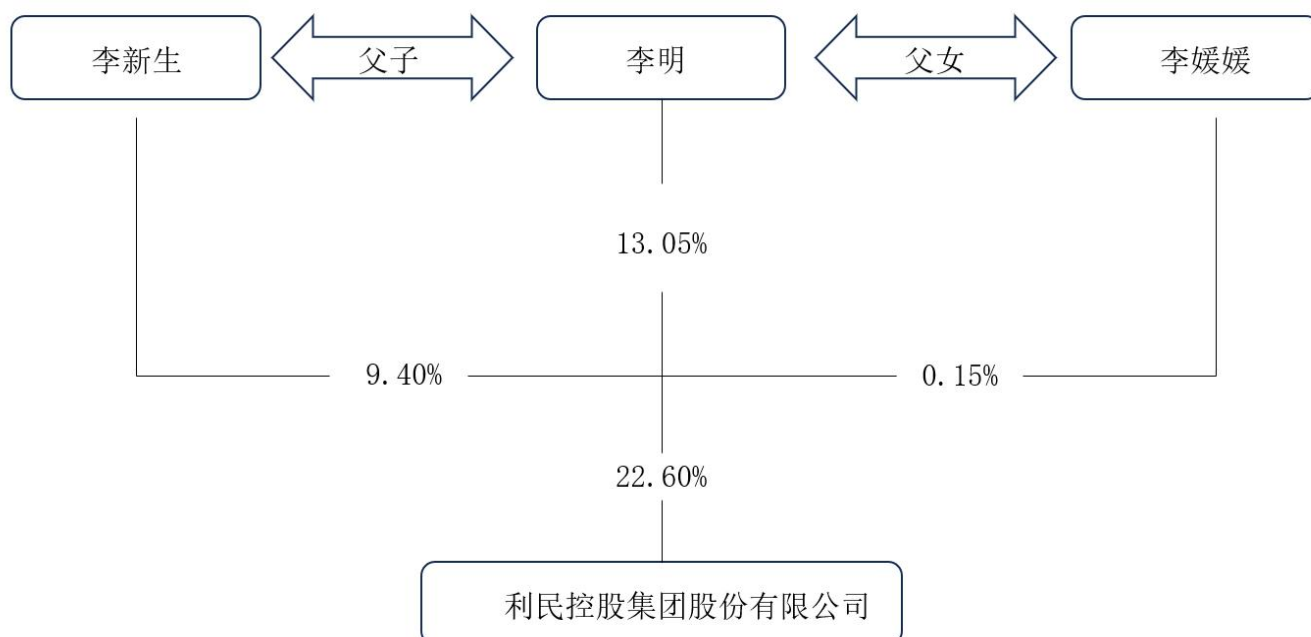 李新生
父子
李明
父女
李媛媛
13.05%
9.40%
0.15%
22.60%
利民控股集团股份有限公司